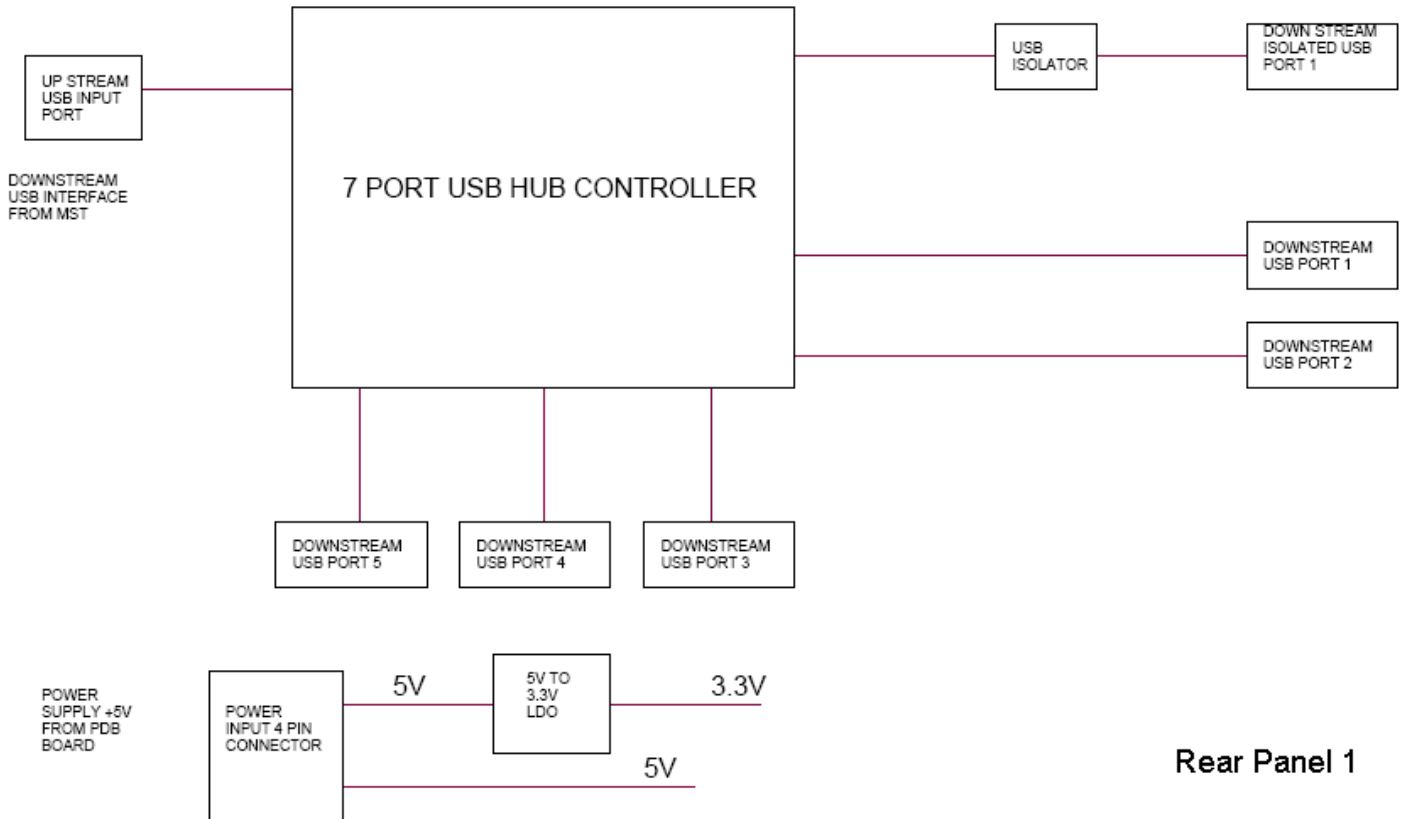 UP STREAM
USB INPUT
PORT
DOWNSTREAM
USB INTERFACE
FROM MST
7 PORT USB HUB CONTROLLER
USB
ISOLATOR
DOWN STREAM
ISOLATED USB
PORT 1
DOWNSTREAM
USB PORT 1
DOWNSTREAM
USB PORT 2
DOWNSTREAM
USB PORT 5
DOWNSTREAM
USB PORT 4
DOWNSTREAM
USB PORT 3
POWER
SUPPLY +5V
FROM PDB
BOARD
POWER
INPUT 4 PIN
CONNECTOR
5V
5V TO
3.3V
LDO
3.3V
5V
Rear Panel 1